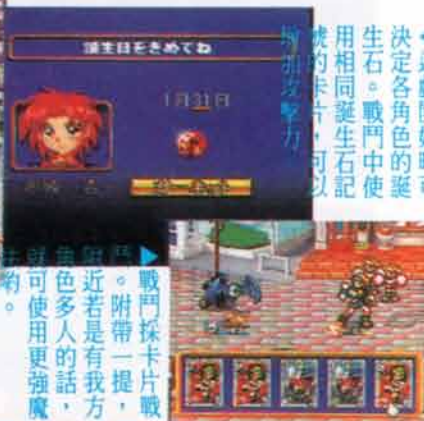 誕生日をきめてね
1月31日
決定各角色的誕
生石。戰鬥中使
用相同誕生石記
號的卡片，可以
增加攻擊力
▶戰鬥採卡片戰
鬥。附帶一提，
附近若是有我方
角色多人的話，
就可使用更強魔